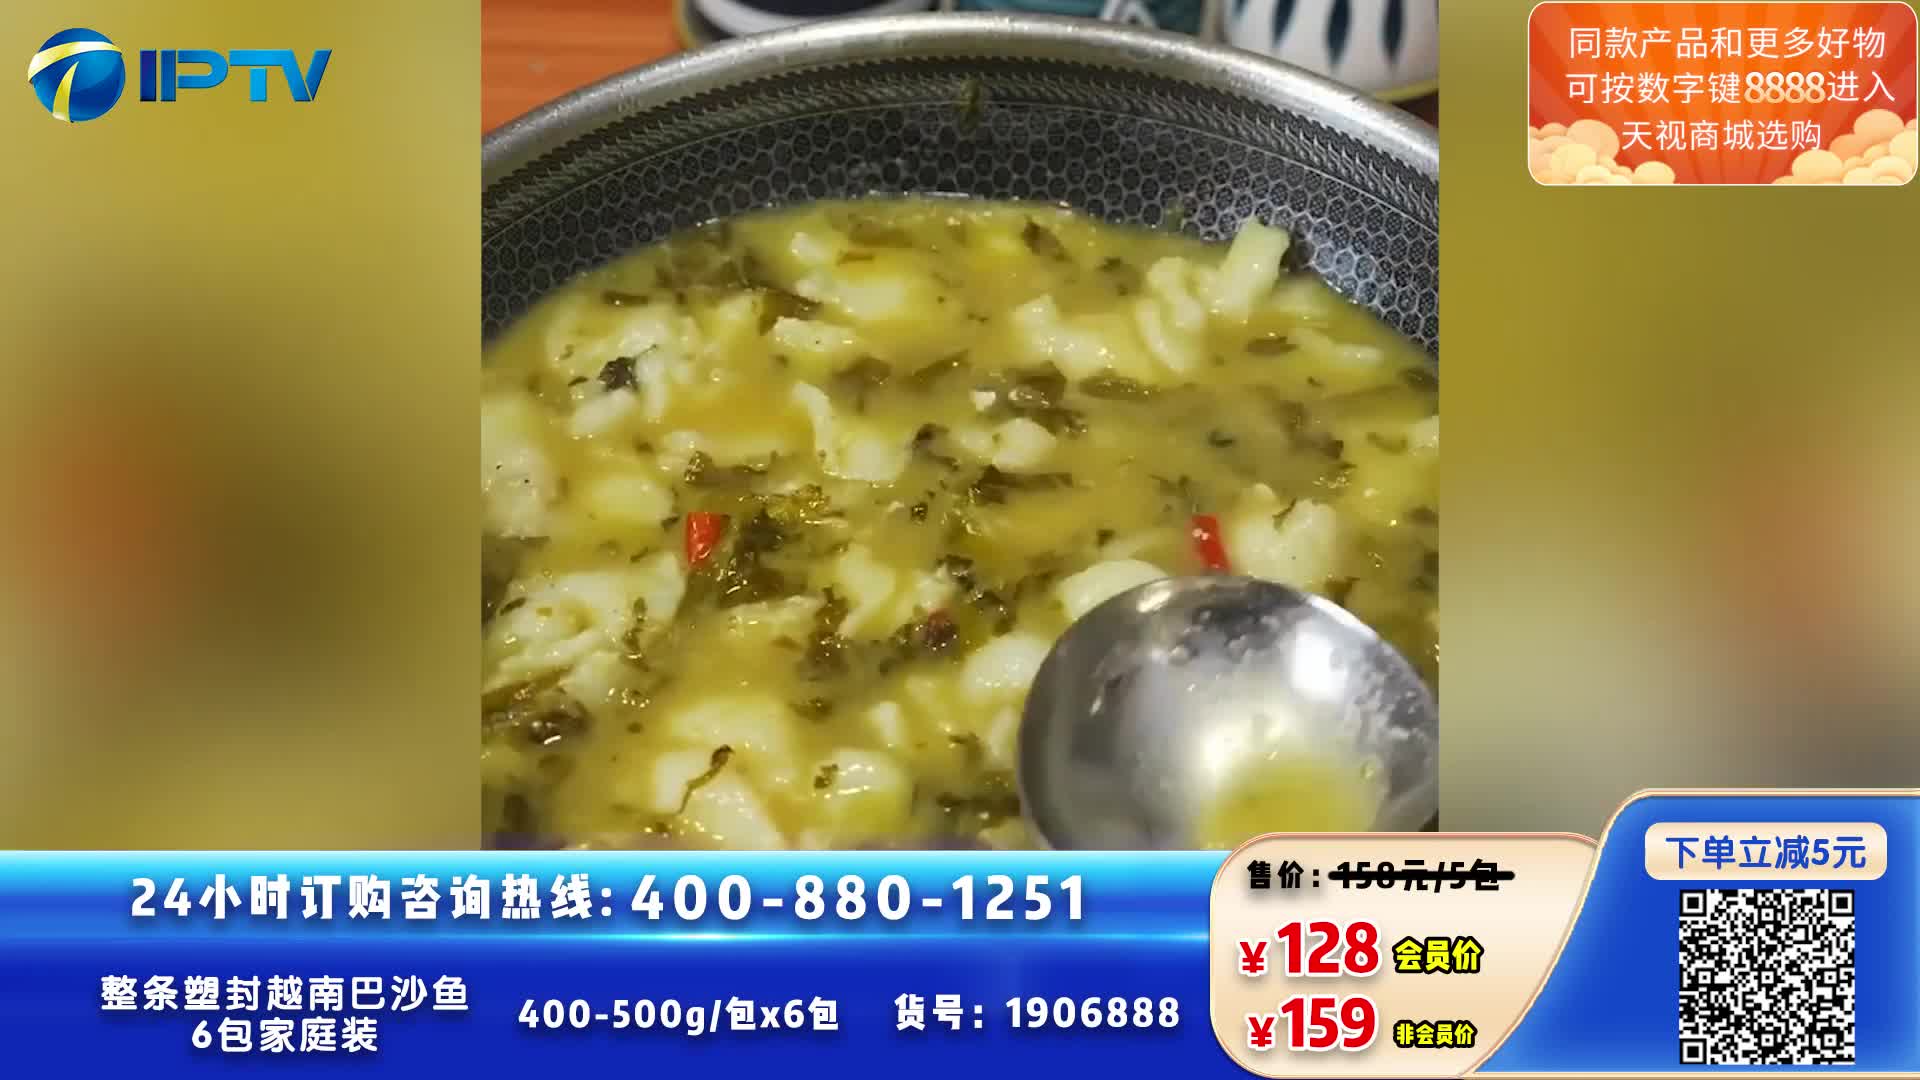 IPTV
同款产品和更多好物
可按数字键8888进入
天视商城选购
24小时订购咨询热线:400-880-1251
整条塑封越南巴沙鱼
6包家庭装
400-500g/包x6包
货号：1906888
售价：158元/5包
¥128 会员价
¥159 非会员价
下单立减5元